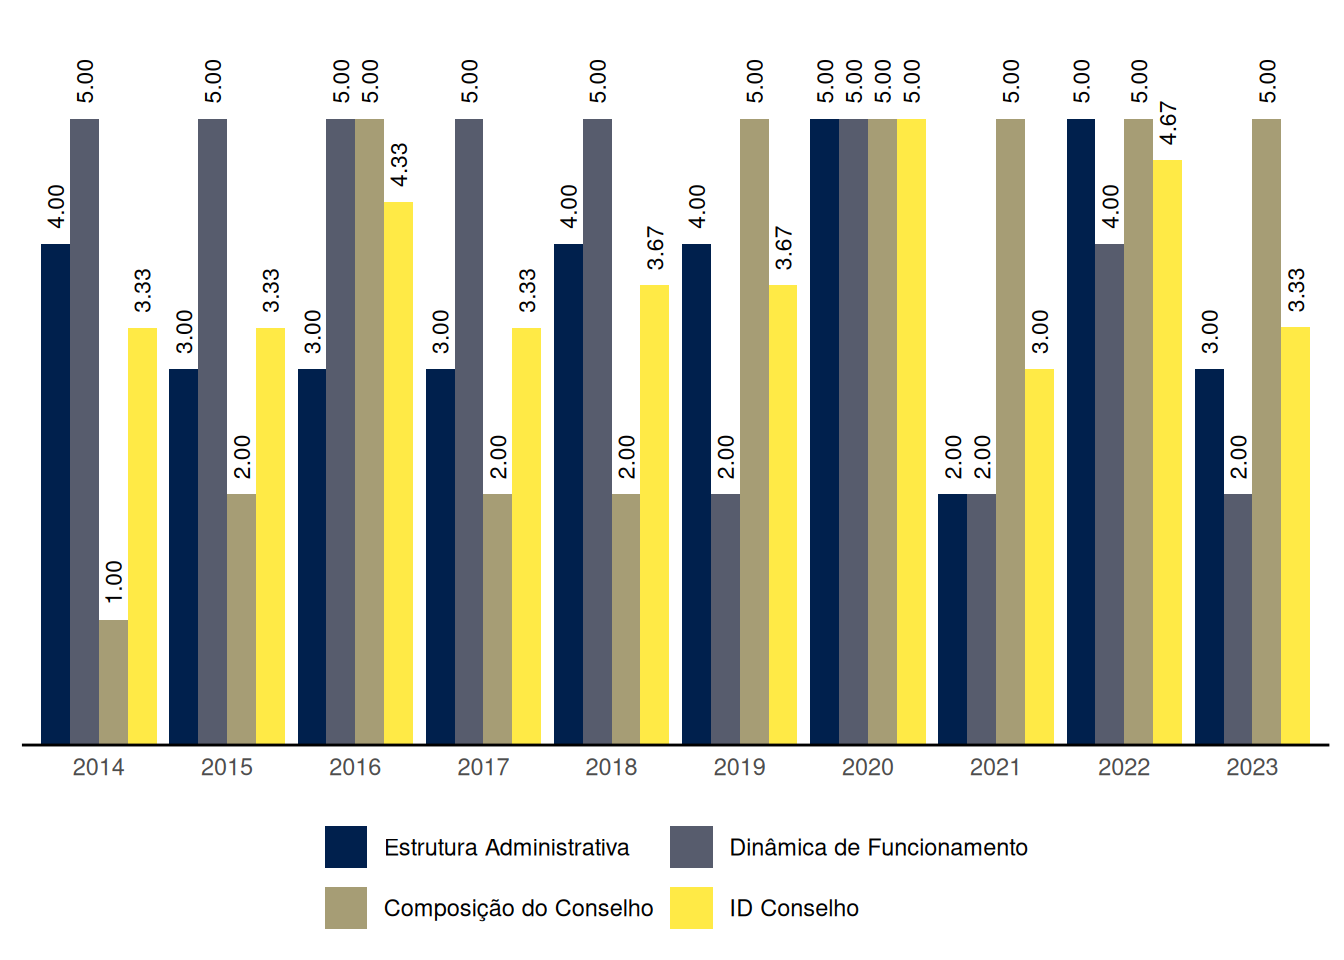 4.00 5.00 1.00 3.33
3.00 5.00 2.00 3.33
3.00 5.00 5.00 4.33
3.00 5.00 2.00 3.33
4.00 5.00 2.00 3.67
4.00 2.00 5.00 3.67
5.00 5.00 5.00 5.00
2.00 2.00 5.00 3.00
5.00 4.00 5.00 4.67
3.00 2.00 5.00 3.33
2014 2015 2016 2017 2018 2019 2020 2021 2022 2023
Estrutura Administrativa Dinâmica de Funcionamento
Composição do Conselho ID Conselho